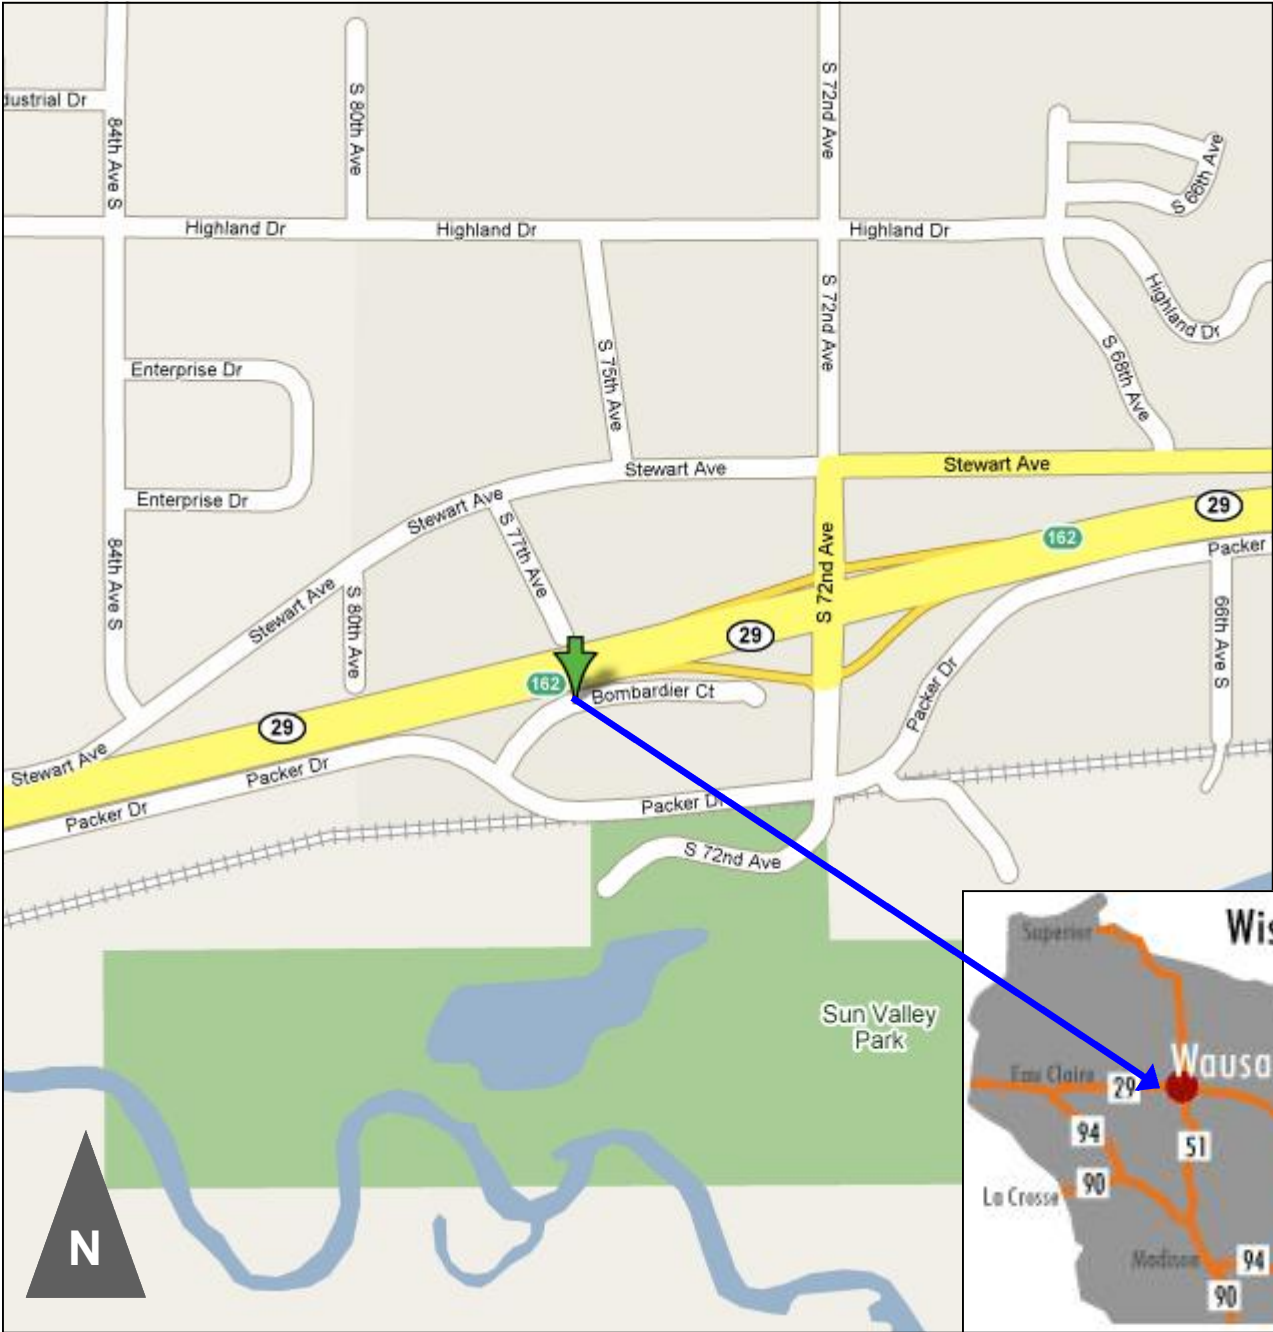 dustrial Dr
84th Ave S
S 80th Ave
S 72nd Ave
S 66th Ave
Highland Dr
Highland Dr
Highland Dr
Highland Dr
S 72nd Ave
S 75th Ave
S 68th Ave
Enterprise Dr
Enterprise Dr
Stewart Ave
Stewart Ave
Stewart Ave
Stewart Ave
Stewart Ave
S 77th Ave
84th Ave S
S 80th Ave
S 72nd Ave
29
162
Packer
66th Ave S
29
162
Bombardier Ct
29
Packer Dr
Packer Dr
Packer Dr
Packer Dr
S 72nd Ave
Sun Valley
Park
N
Wis
Superior
Wausa
Eau Claire
29
94
51
90
La Crosse
Madison
94
90